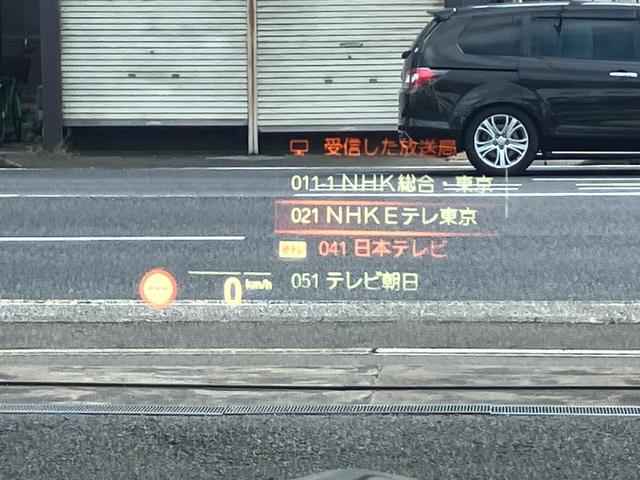 受信した放送局
011-1 NHK総合・東京
021 NHKEテレ東京
041 日本テレビ
051 テレビ朝日
0 km/h